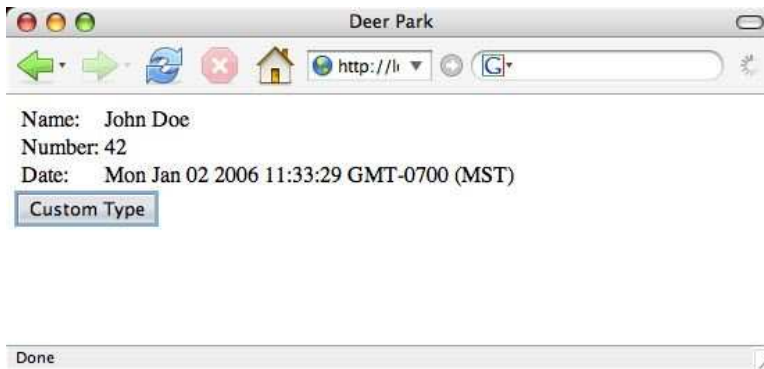 Deer Park
http://l
G
Name: John Doe
Number: 42
Date: Mon Jan 02 2006 11:33:29 GMT-0700 (MST)
Custom Type
Done